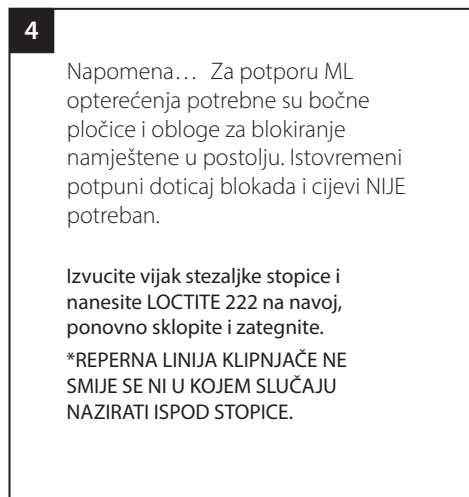 4
Napomena… Za potporu ML
opterećenja potrebne su bočne
pločice i obloge za blokiranje
namještene u postolju. Istovremeni
potpuni doticaj blokada i cijevi NIJE
potreban.
Izvucite vijak stezaljke stopice i
nanesite LOCTITE 222 na navoj,
ponovno sklopite i zategnite.
*REPERNA LINIJA KLIPNJAČE NE
SMIJE SE NI U KOJEM SLUČAJU
NAZIRATI ISPOD STOPICE.